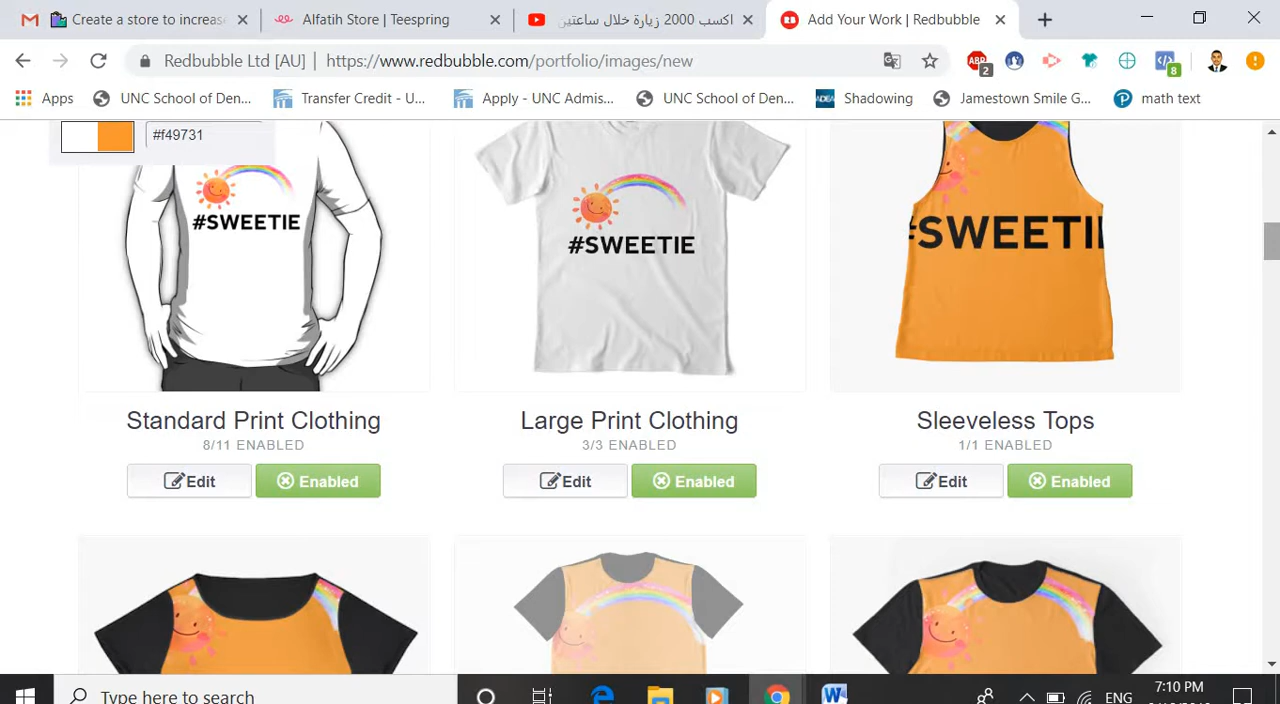 Create a store to increase
Alfatih Store | Teespring
اكسب 2000 زيارة خلال ساعتين
Add Your Work | Redbubble
Redbubble Ltd [AU] | https://www.redbubble.com/portfolio/images/new
2
8
Apps
UNC School of Den...
Transfer Credit - U...
Apply - UNC Admis...
UNC School of Den...
Shadowing
Jamestown Smile G...
math text
#f49731
#SWEETIE
#SWEETIE
#SWEETIE
Standard Print Clothing
8/11 ENABLED
Edit
Enabled
Large Print Clothing
3/3 ENABLED
Edit
Enabled
Sleeveless Tops
1/1 ENABLED
Edit
Enabled
Type here to search
ENG
7:10 PM